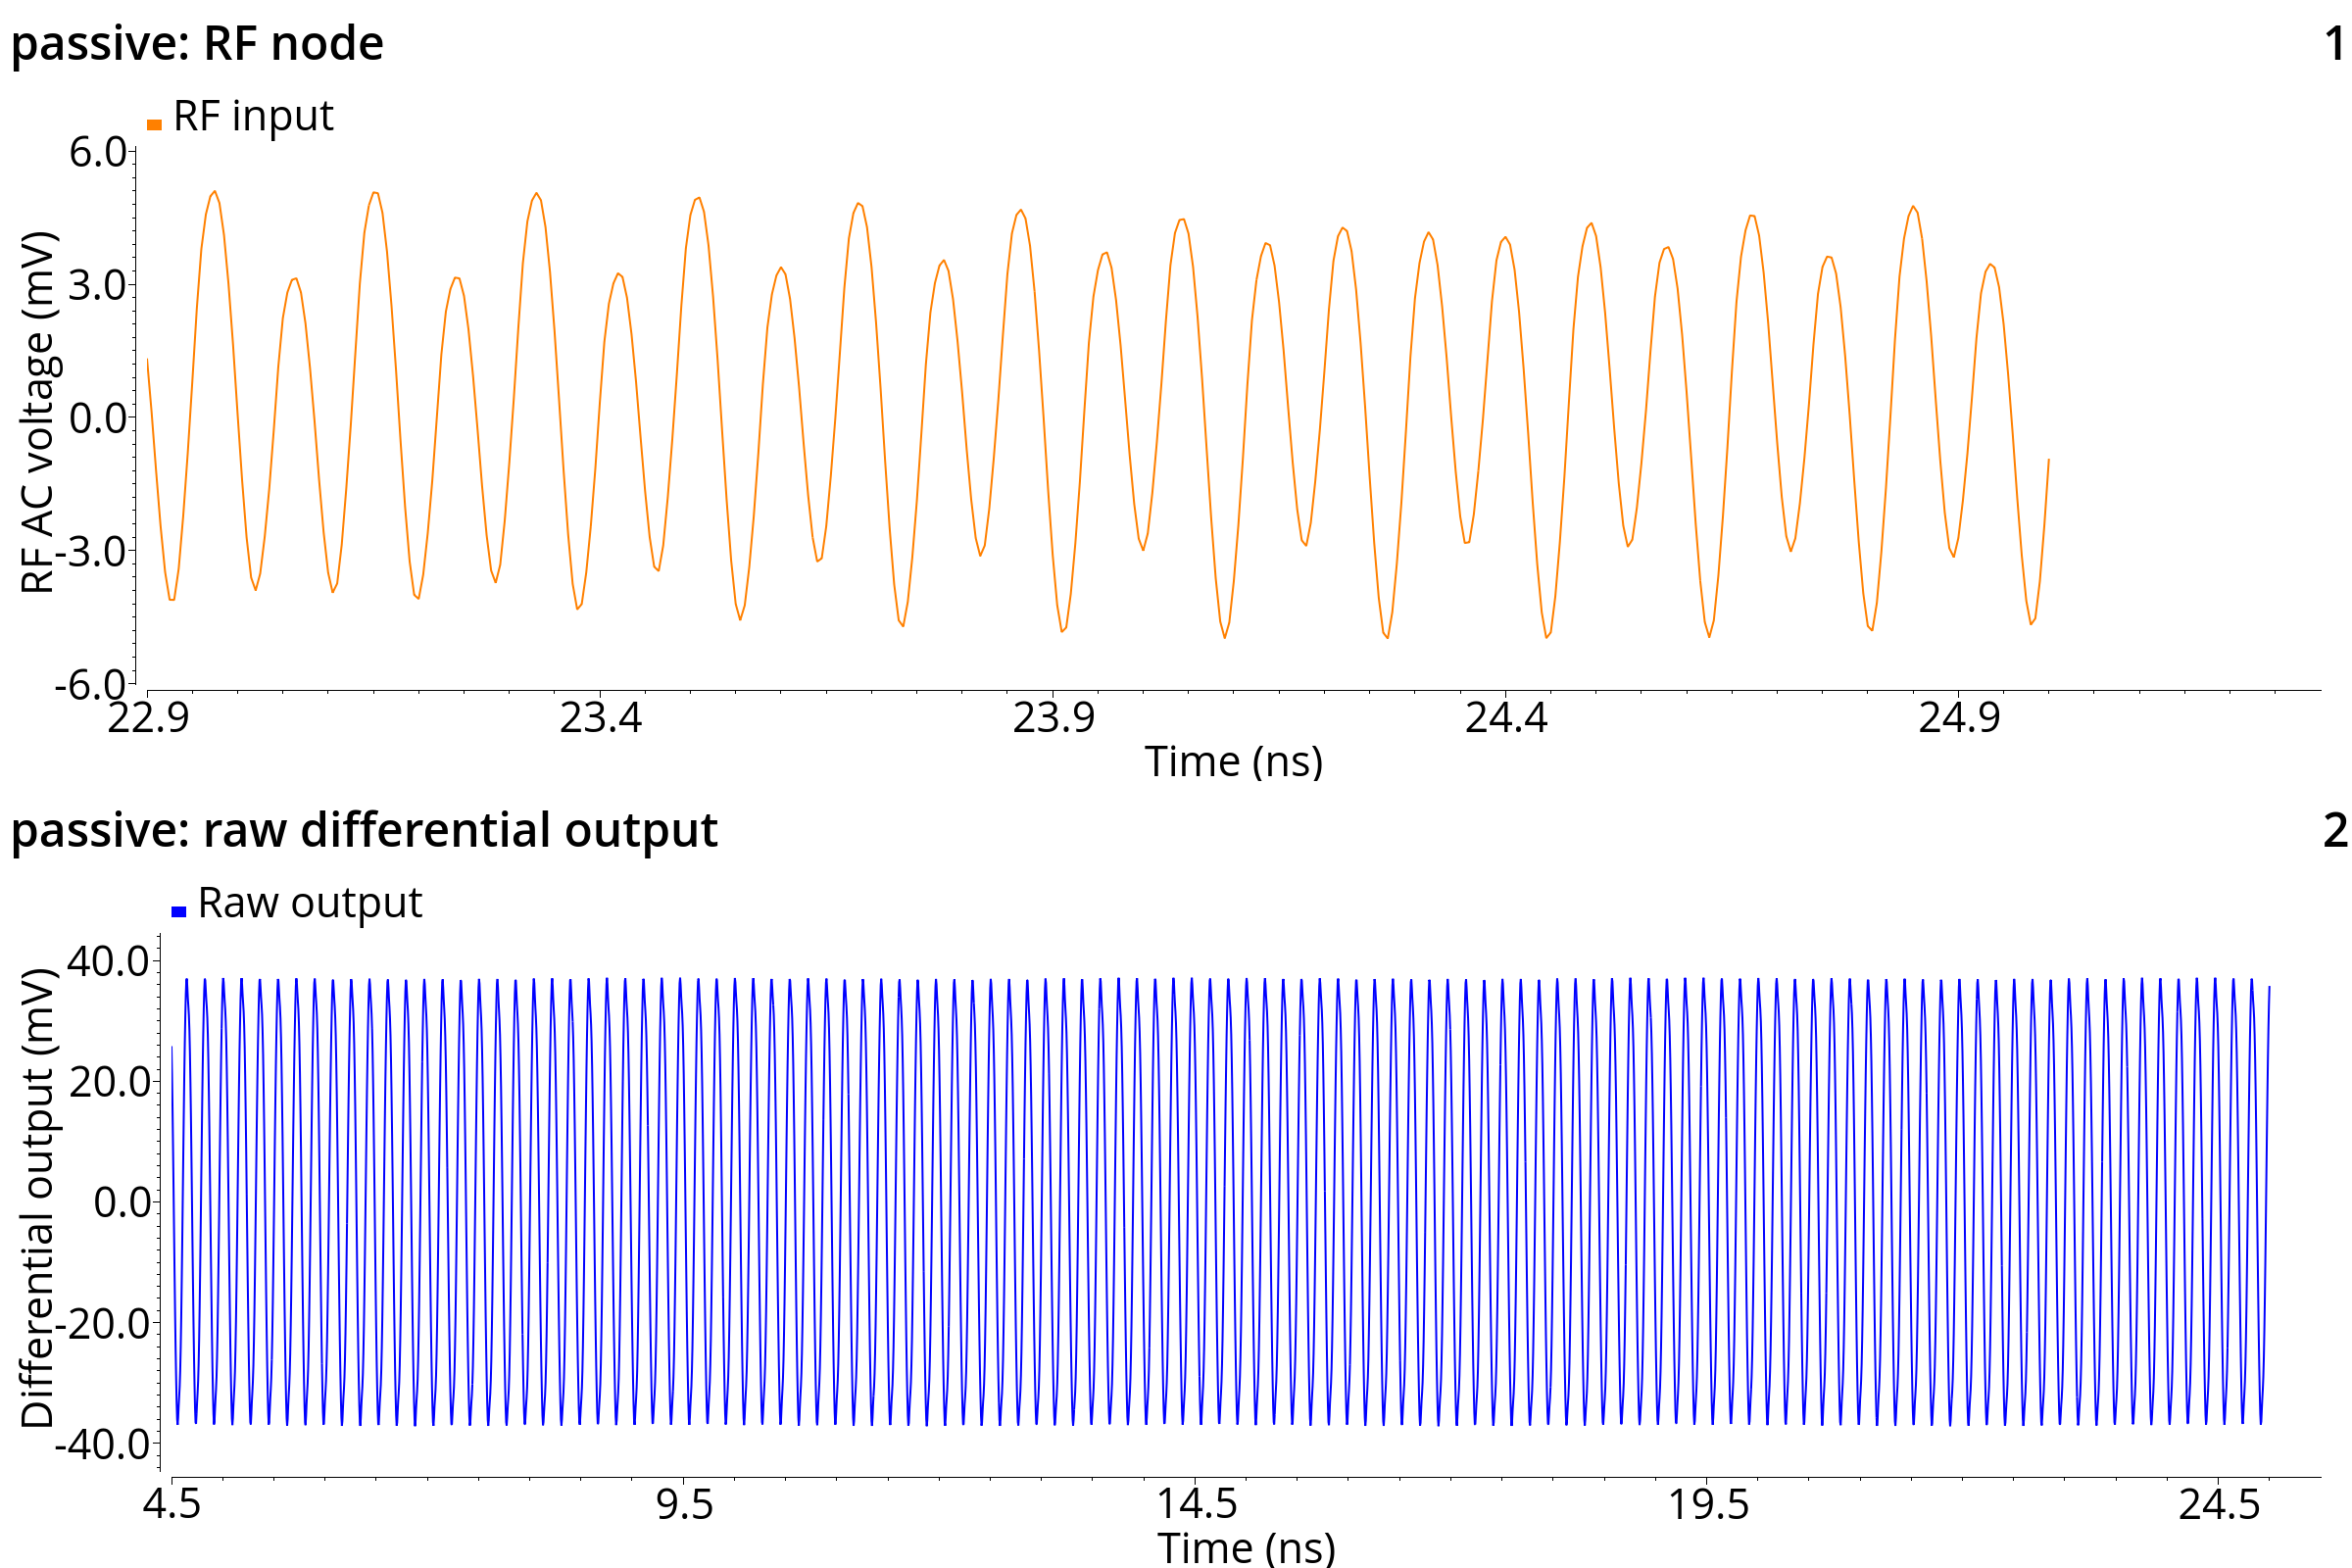 passive: RF node 1
RF input
RF AC voltage (mV)
6.0
3.0
0.0
-3.0
-6.0
22.9 23.4 23.9 24.4 24.9
Time (ns)
passive: raw differential output 2
Raw output
Differential output (mV)
40.0
20.0
0.0
-20.0
-40.0
4.5 9.5 14.5 19.5 24.5
Time (ns)